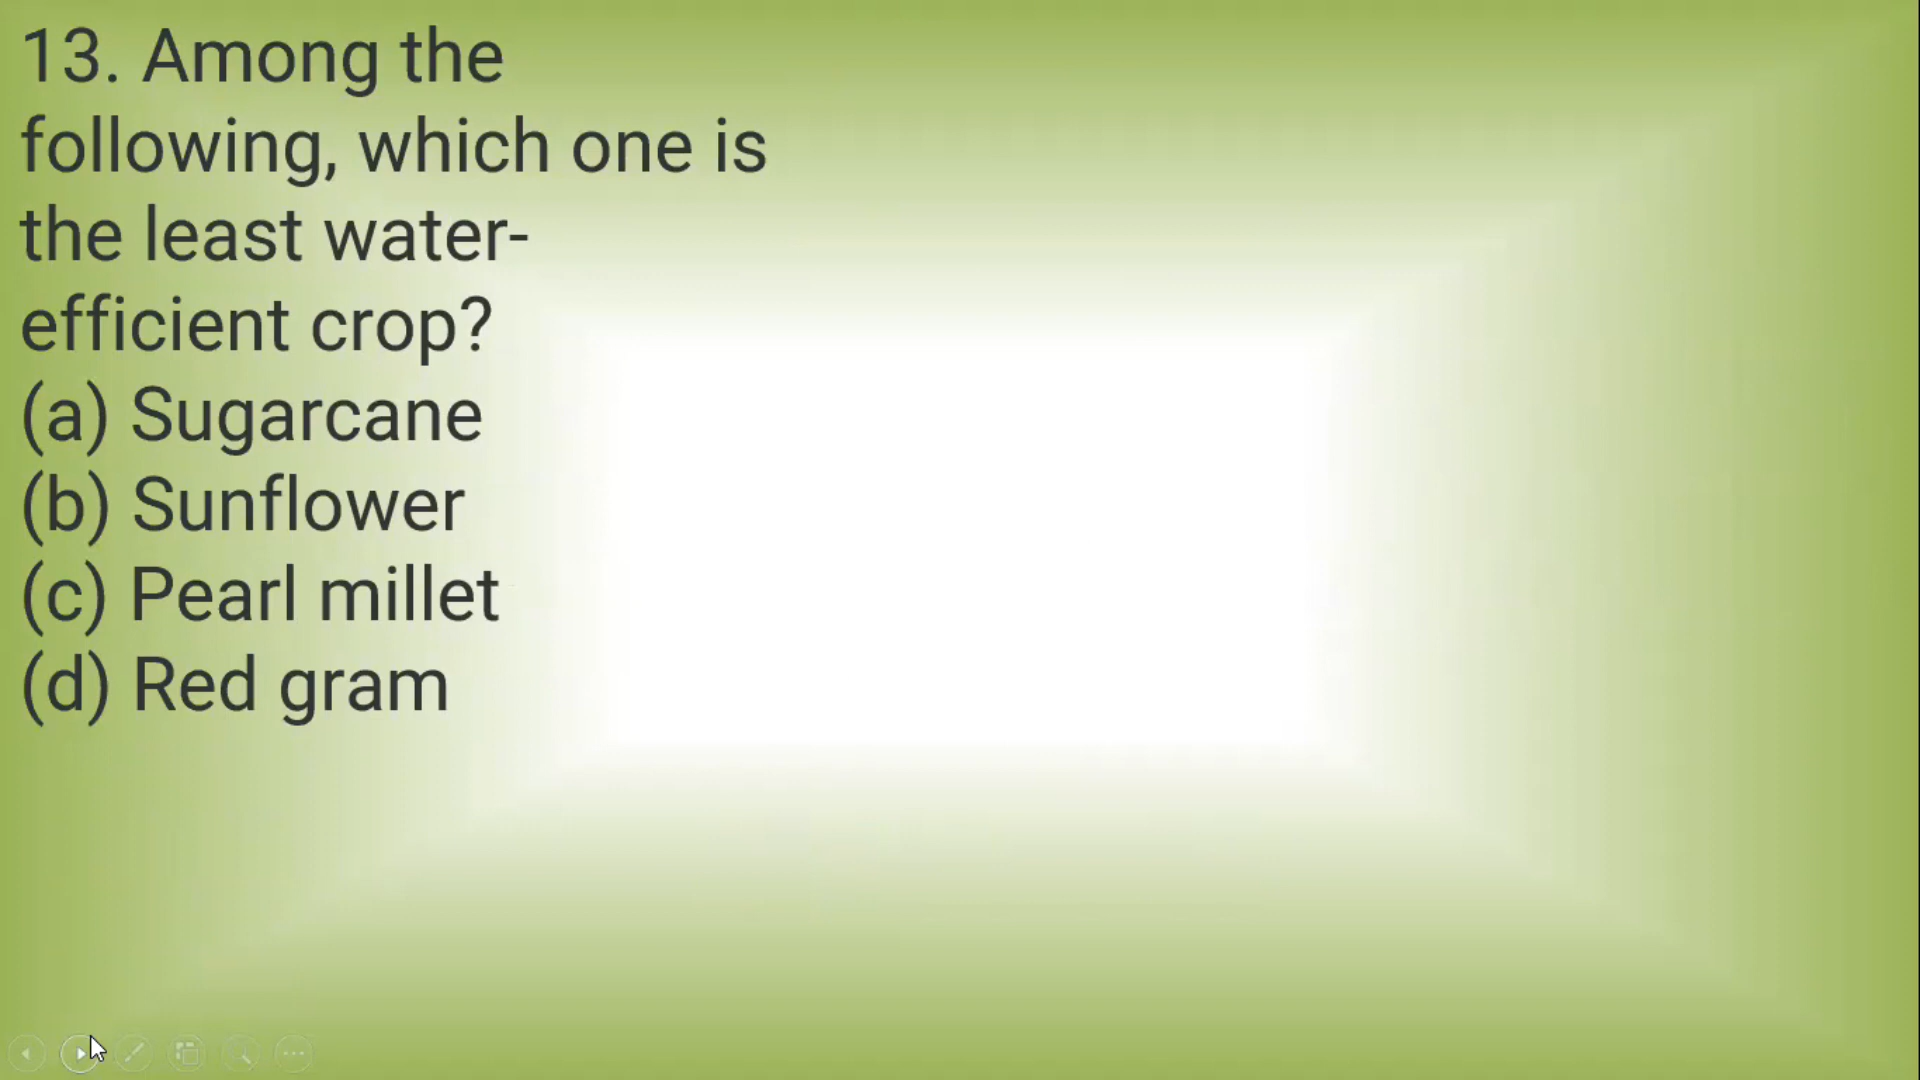 13. Among the
following, which one is
the least water-
efficient crop?
(a) Sugarcane
(b) Sunflower
(c) Pearl millet
(d) Red gram